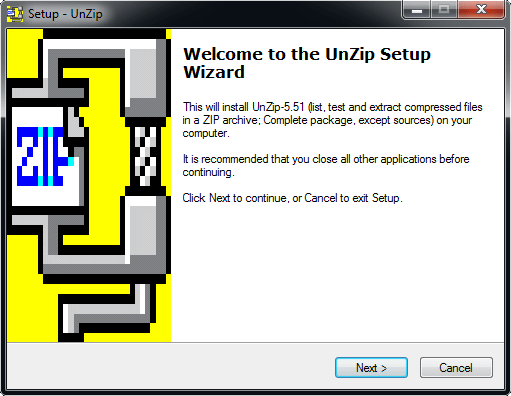 Setup - UnZip
Welcome to the UnZip Setup
Wizard
This will install UnZip-5.51 (list, test and extract compressed files
in a ZIP archive; Complete package, except sources) on your
computer.
It is recommended that you close all other applications before
continuing.
Click Next to continue, or Cancel to exit Setup.
ZIP
Next >
Cancel